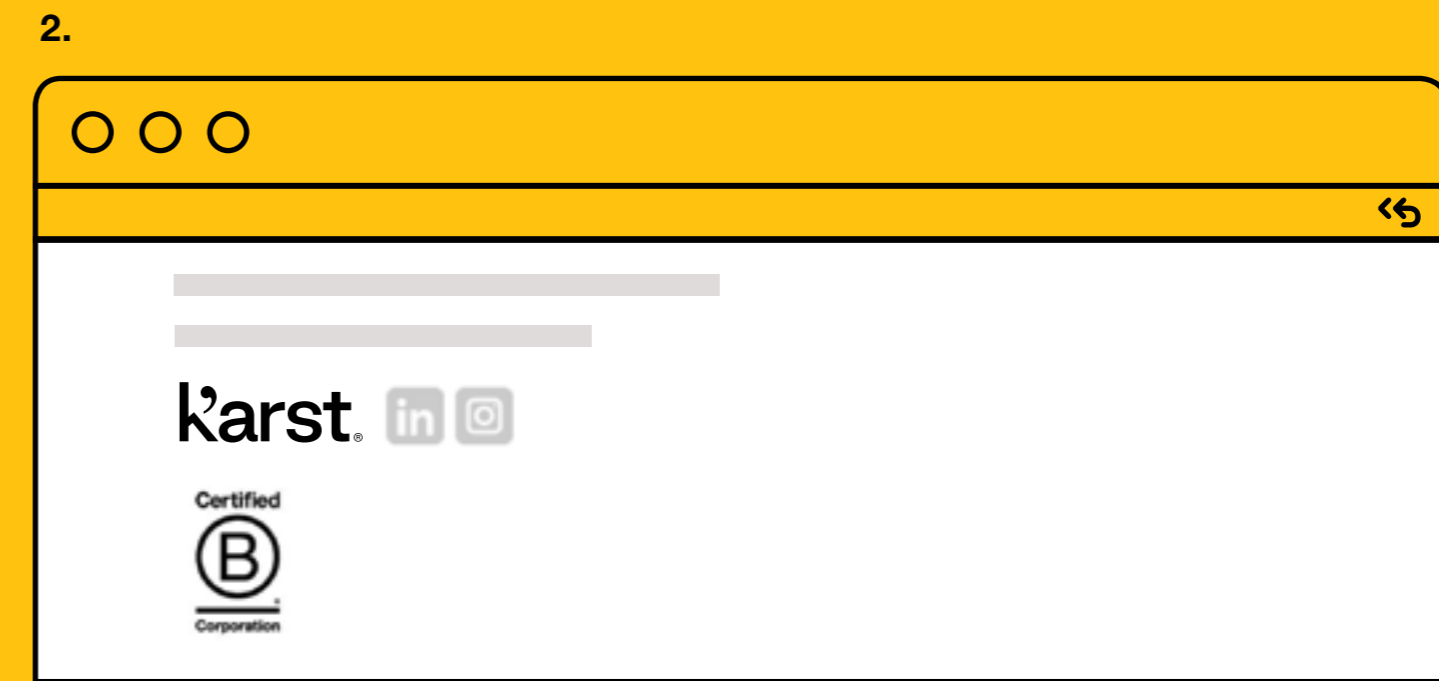 2.
karst.®
in
Certified
B
Corporation